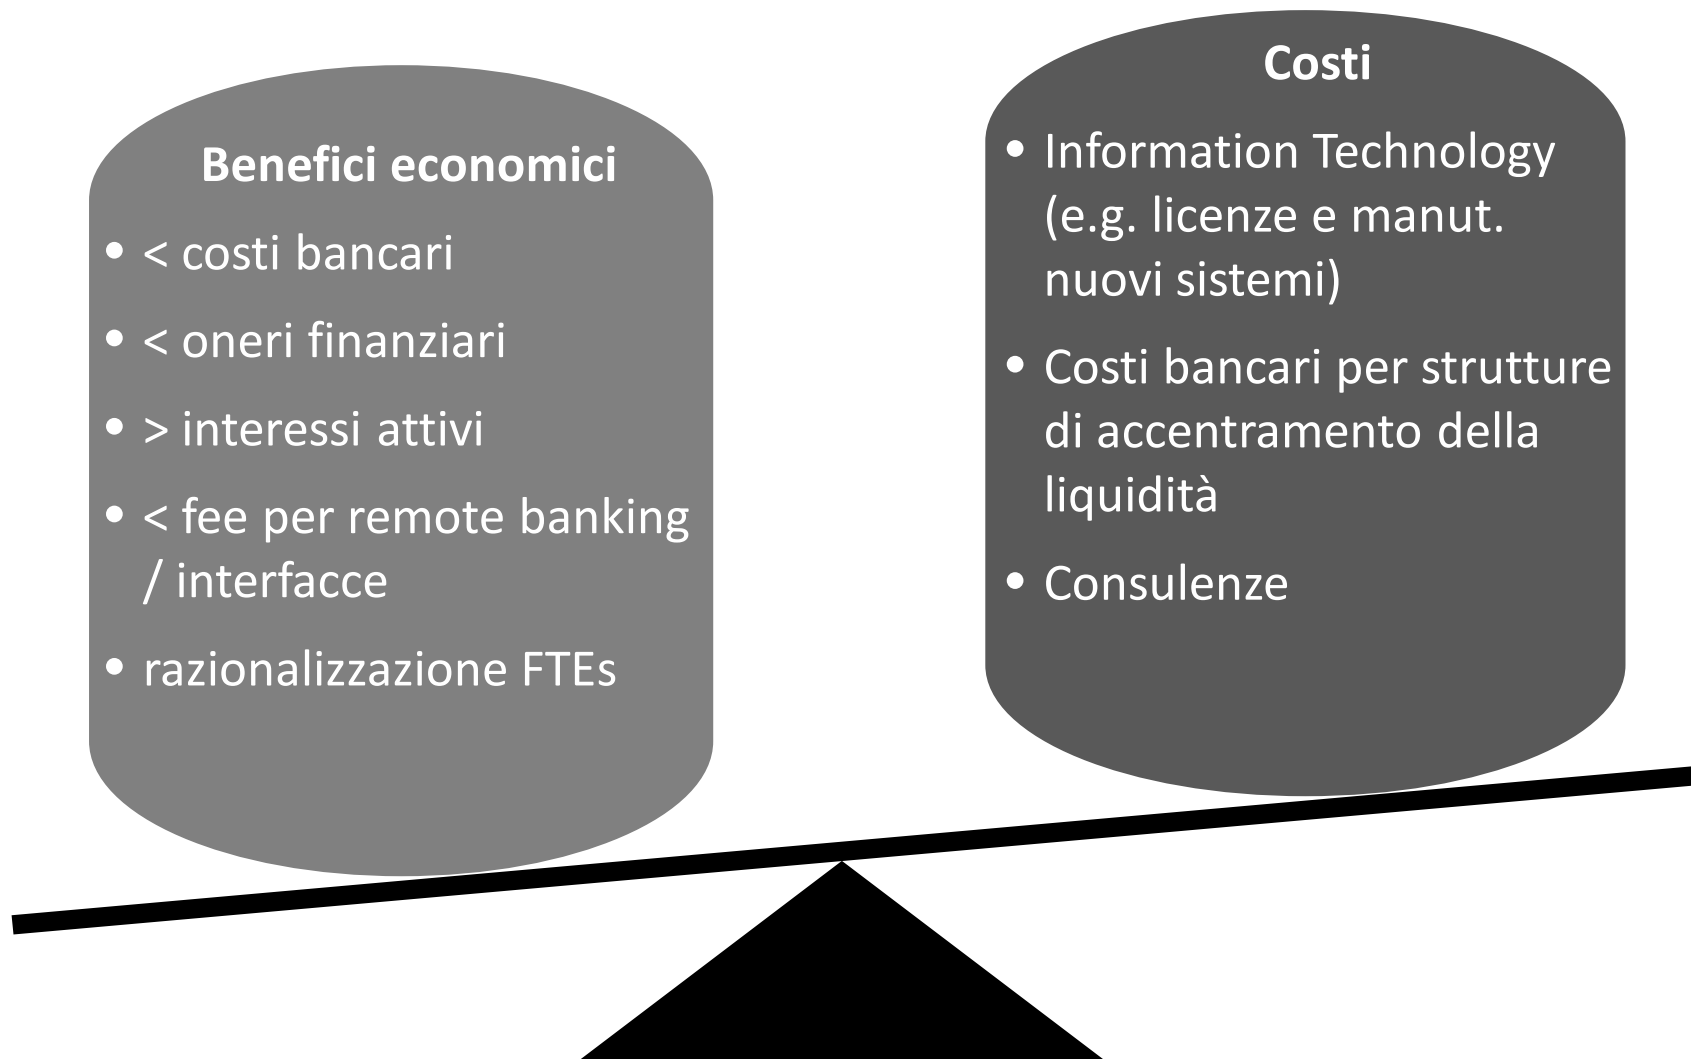 Benefici economici
• < costi bancari
• < oneri finanziari
• > interessi attivi
• < fee per remote banking
/ interfacce
• razionalizzazione FTEs
Costi
• Information Technology
(e.g. licenze e manut.
nuovi sistemi)
• Costi bancari per strutture
di accentramento della
liquidità
• Consulenze